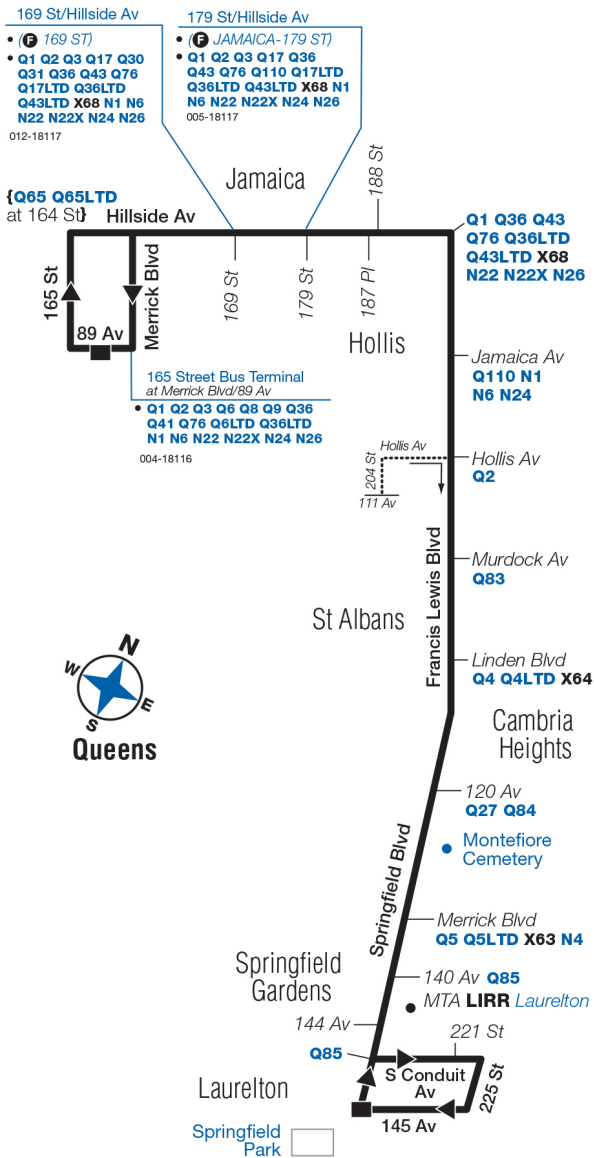 169 St/Hillside Av
• (F 169 ST)
• Q1 Q2 Q3 Q17 Q30
Q31 Q36 Q43 Q76
Q17LTD Q36LTD
Q43LTD X68 N1 N6
N22 N22X N24 N26
012-18117
179 St/Hillside Av
• (F JAMAICA-179 ST)
• Q1 Q2 Q3 Q17 Q36
Q43 Q76 Q110 Q17LTD
Q36LTD Q43LTD X68 N1
N6 N22 N22X N24 N26
005-18117
Jamaica
188 St
{Q65 Q65LTD
at 164 St}
Hillside Av
Q1 Q36 Q43
Q76 Q36LTD
Q43LTD X68
N22 N22X N26
165 St
Merrick Blvd
169 St
179 St
187 Pl
89 Av
Hollis
Jamaica Av
Q110 N1
N6 N24
165 Street Bus Terminal
at Merrick Blvd/89 Av
• Q1 Q2 Q3 Q6 Q8 Q9 Q36
Q41 Q76 Q6LTD Q36LTD
N1 N6 N22 N22X N24 N26
004-18116
Hollis Av
204 St
111 Av
Hollis Av
Q2
Francis Lewis Blvd
Murdock Av
Q83
St Albans
Linden Blvd
Q4 Q4LTD X64
N
W
E
S
Queens
Cambria
Heights
120 Av
Q27 Q84
Montefiore
Cemetery
Springfield Blvd
Merrick Blvd
Q5 Q5LTD X63 N4
Springfield
Gardens
140 Av Q85
MTA LIRR Laurelton
144 Av
221 St
Q85
S Conduit
Av
225 St
Laurelton
145 Av
Springfield
Park